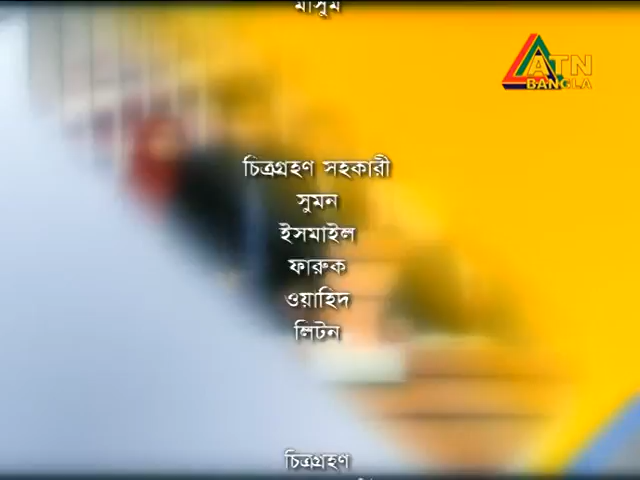 মাসুম
ATN
BANGLA
চিত্রগ্রহণ সহকারী
সুমন
ইসমাইল
ফারুক
ওয়াহিদ
লিটন
চিত্রগ্রহণ